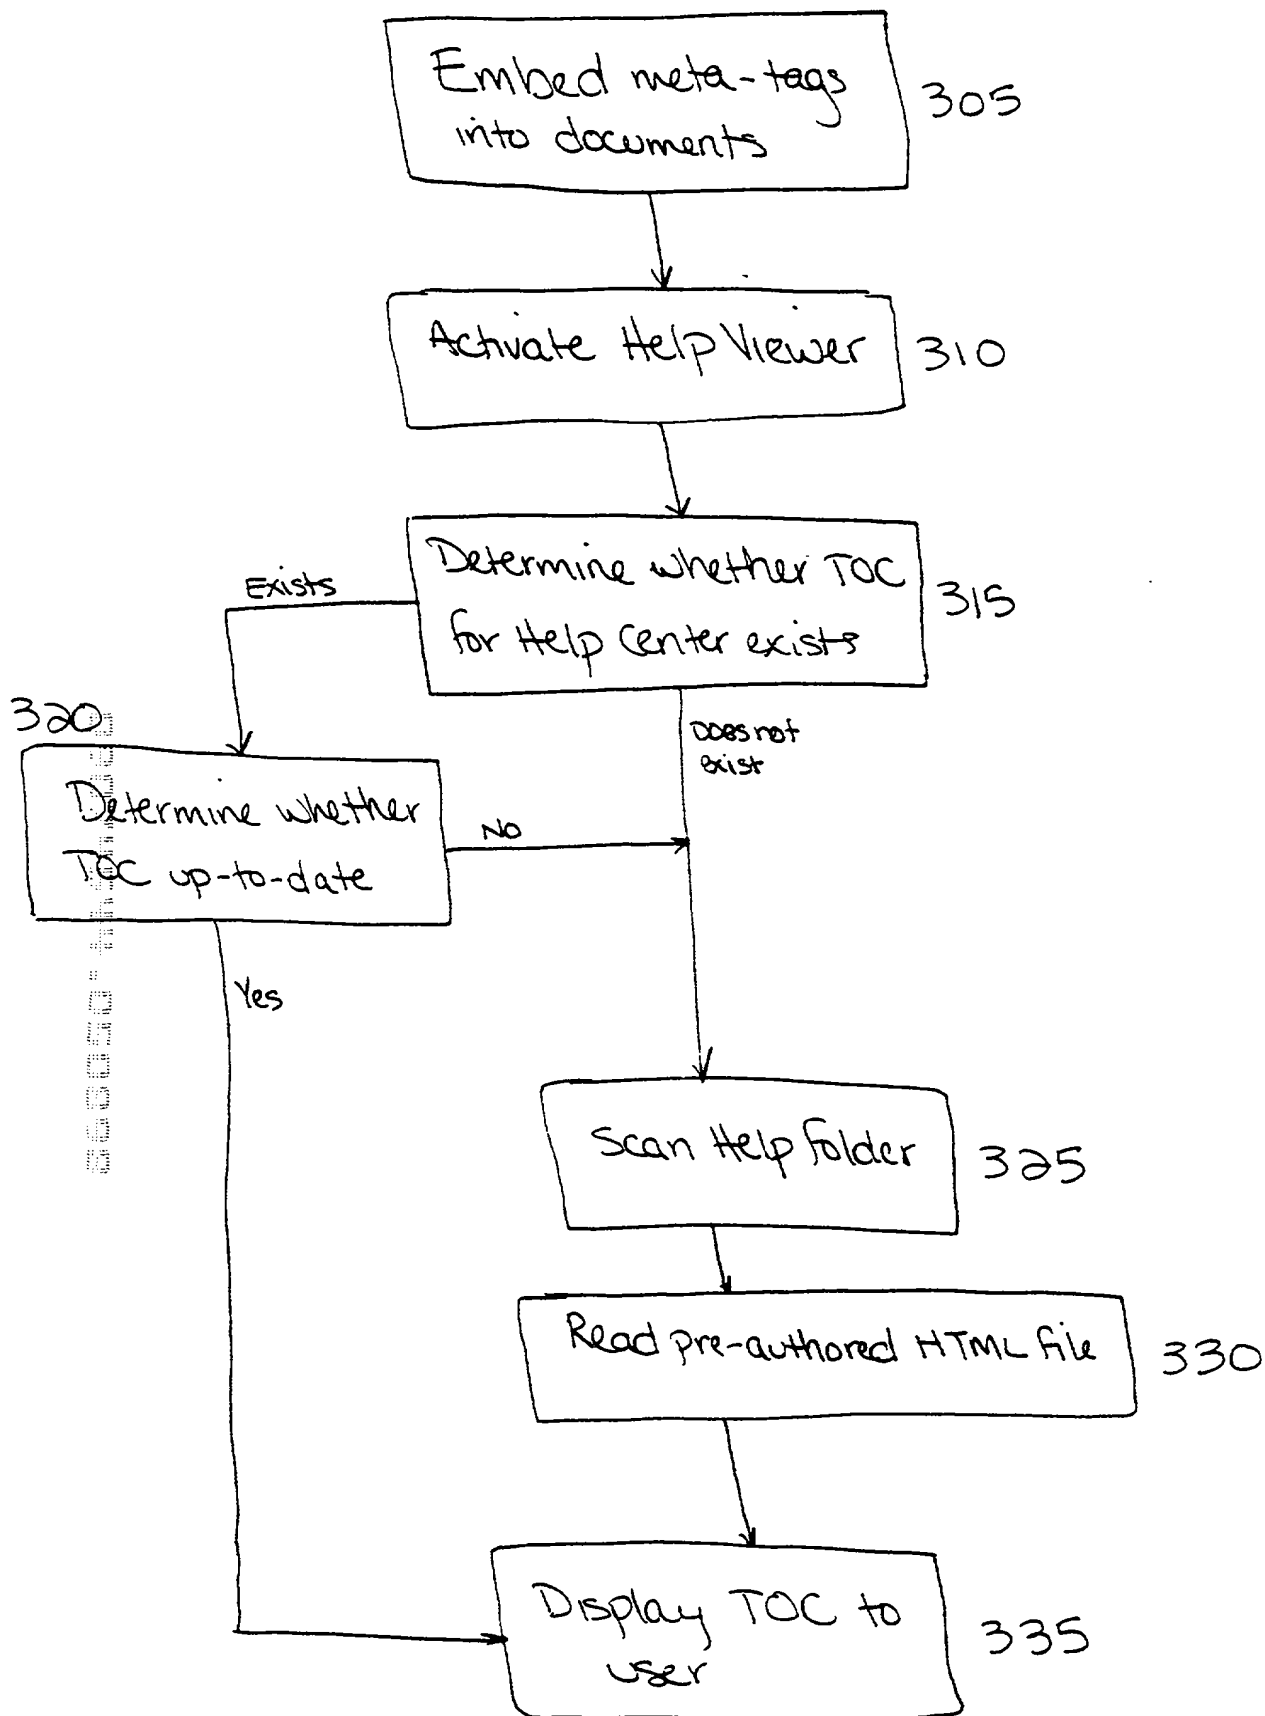 Embed meta-tags
into documents
305
Activate Help Viewer
310
Determine whether TOC
for Help Center exists
315
Exists
Does not
exist
320
Determine whether
TOC up-to-date
No
Yes
Scan Help folder
325
Read pre-authored HTML file
330
Display TOC to
user
335